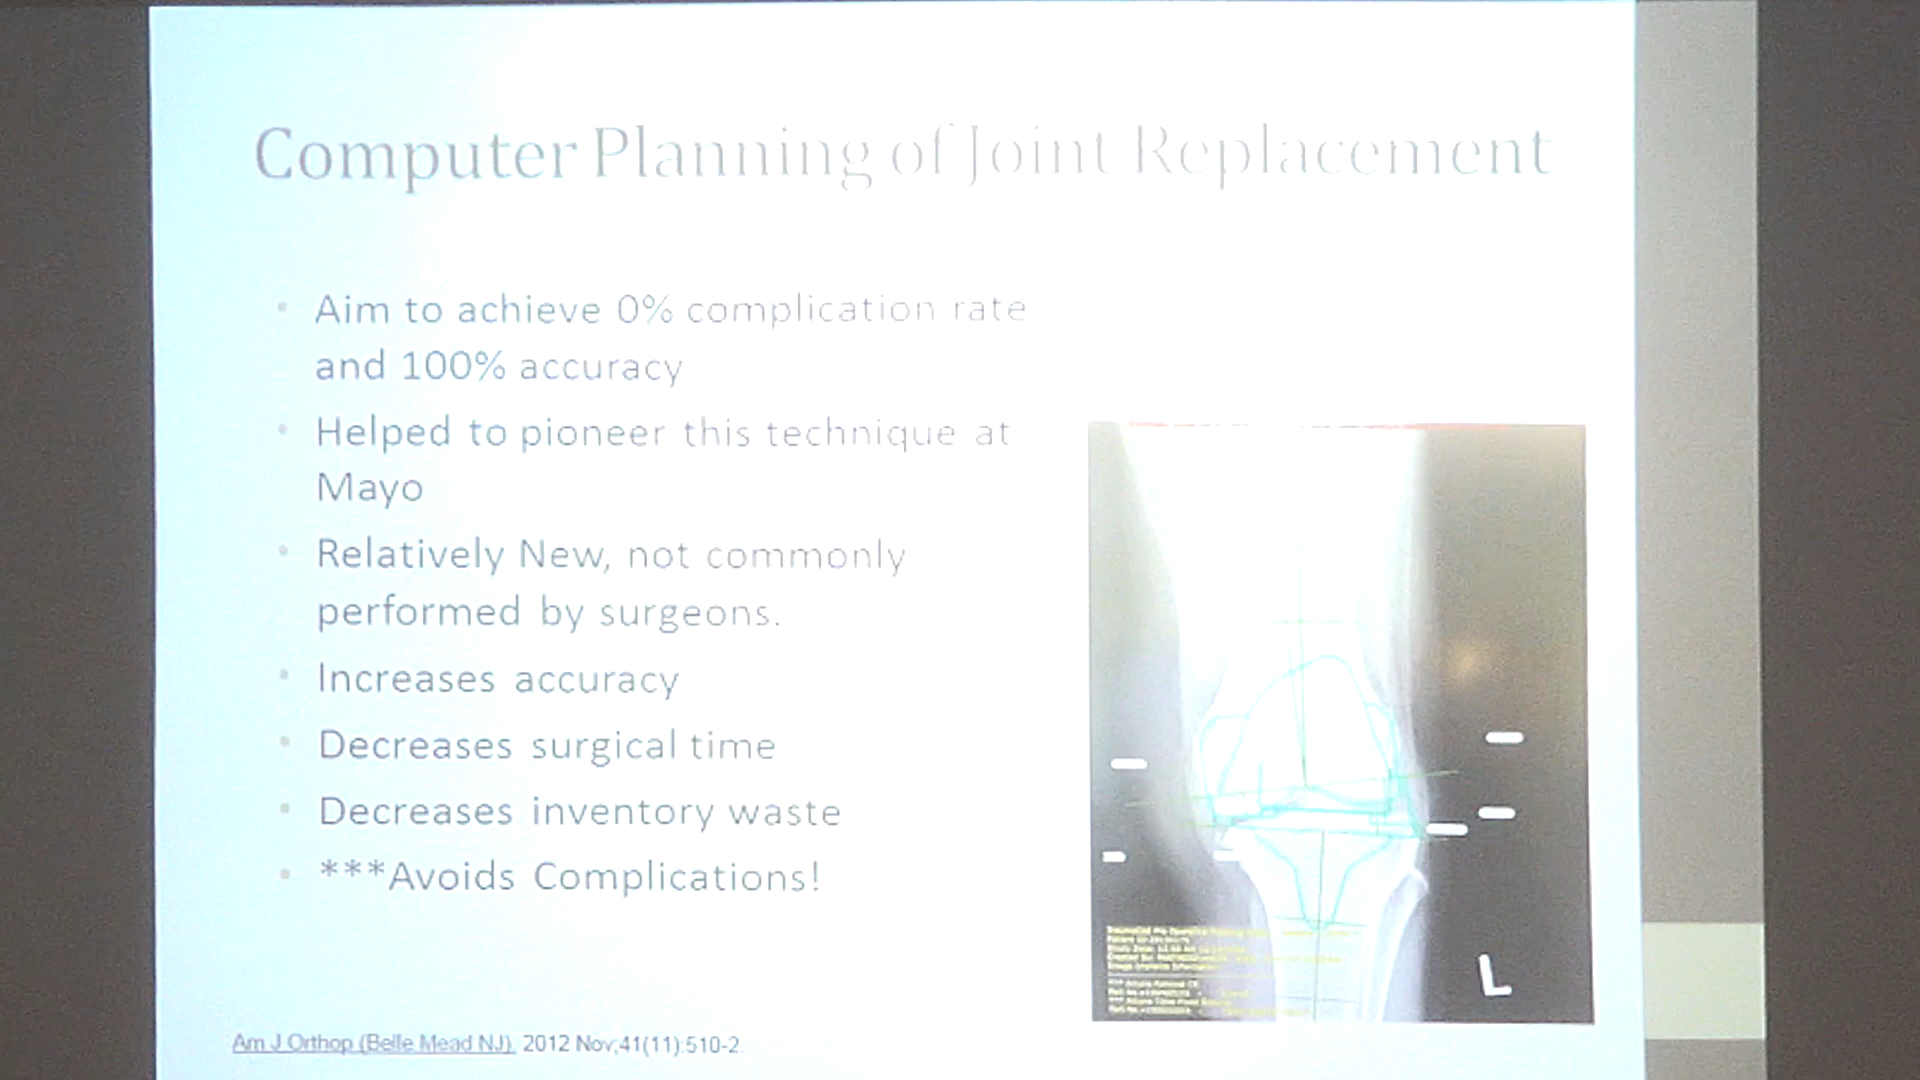 Computer Planning of Joint Replacement
• Aim to achieve 0% complication rate
and 100% accuracy
• Helped to pioneer this technique at
Mayo
• Relatively New, not commonly
performed by surgeons.
• Increases accuracy
• Decreases surgical time
• Decreases inventory waste
• ***Avoids Complications!
L
Am J Orthop (Belle Mead NJ). 2012 Nov;41(11):510-2.